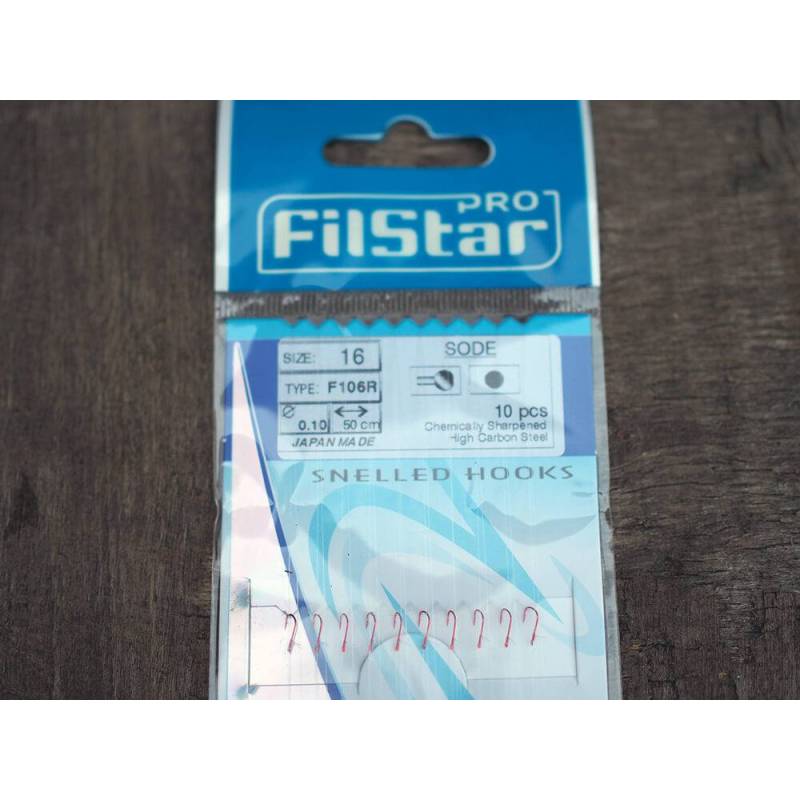 PRO
FilStar
SIZE: 16
TYPE: F106R
Ø 0.10 50 cm
JAPAN MADE
SODE
10 pcs
Chemically Sharpened
High Carbon Steel
SNELLED HOOKS